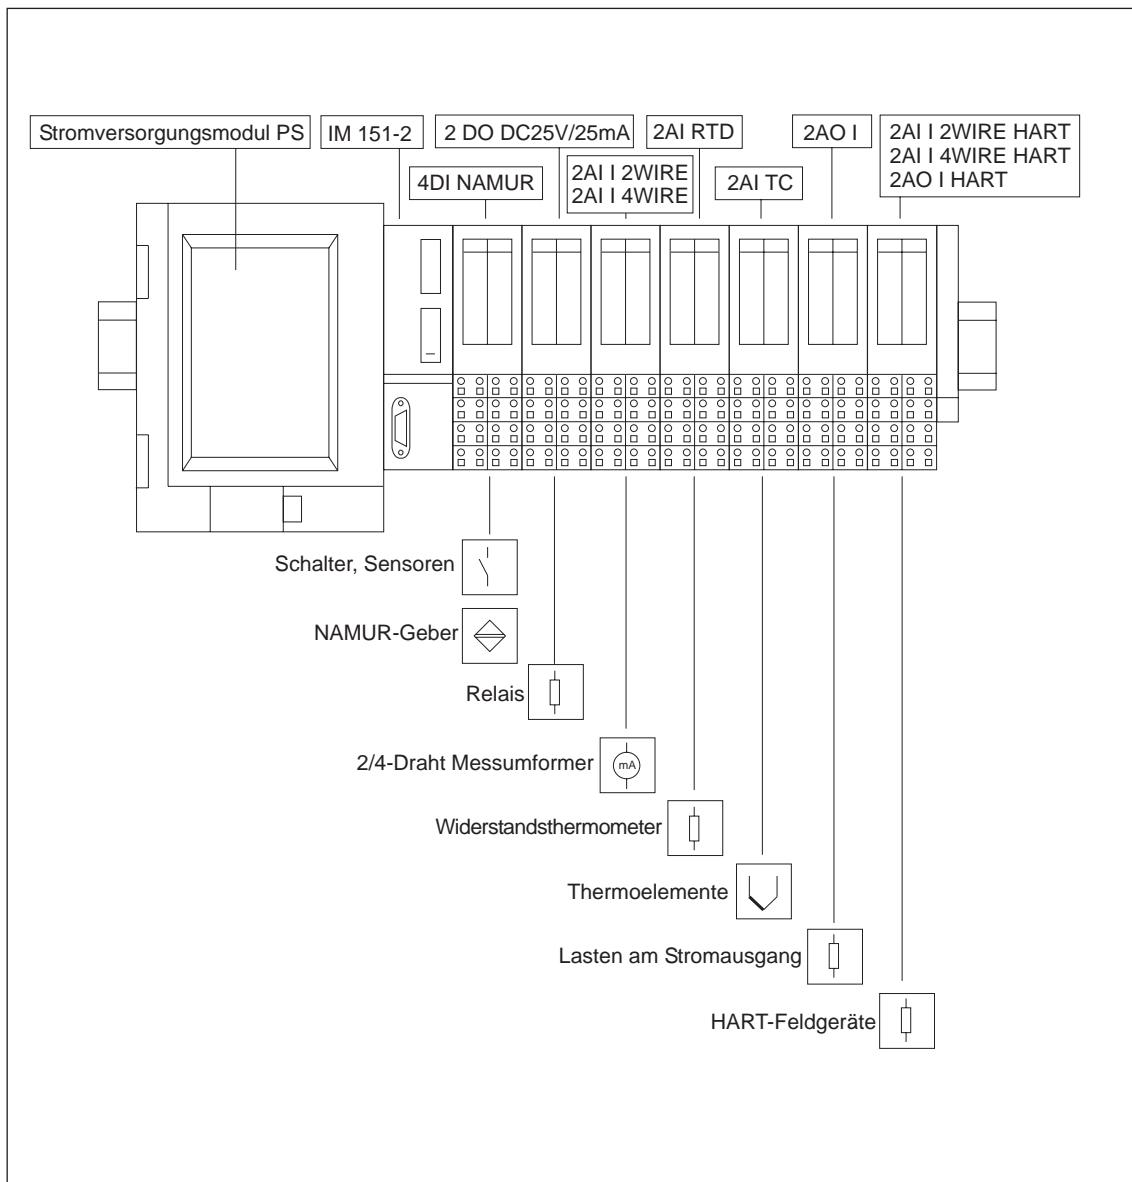 Stromversorgungsmodul PS
IM 151-2
2 DO DC25V/25mA
2AI RTD
2AO I
2AI I 2WIRE HART
2AI I 4WIRE HART
2AO I HART
4DI NAMUR
2AI I 2WIRE
2AI I 4WIRE
2AI TC
Schalter, Sensoren
NAMUR-Geber
Relais
2/4-Draht Messumformer
mA
Widerstandsthermometer
Thermoelemente
Lasten am Stromausgang
HART-Feldgeräte